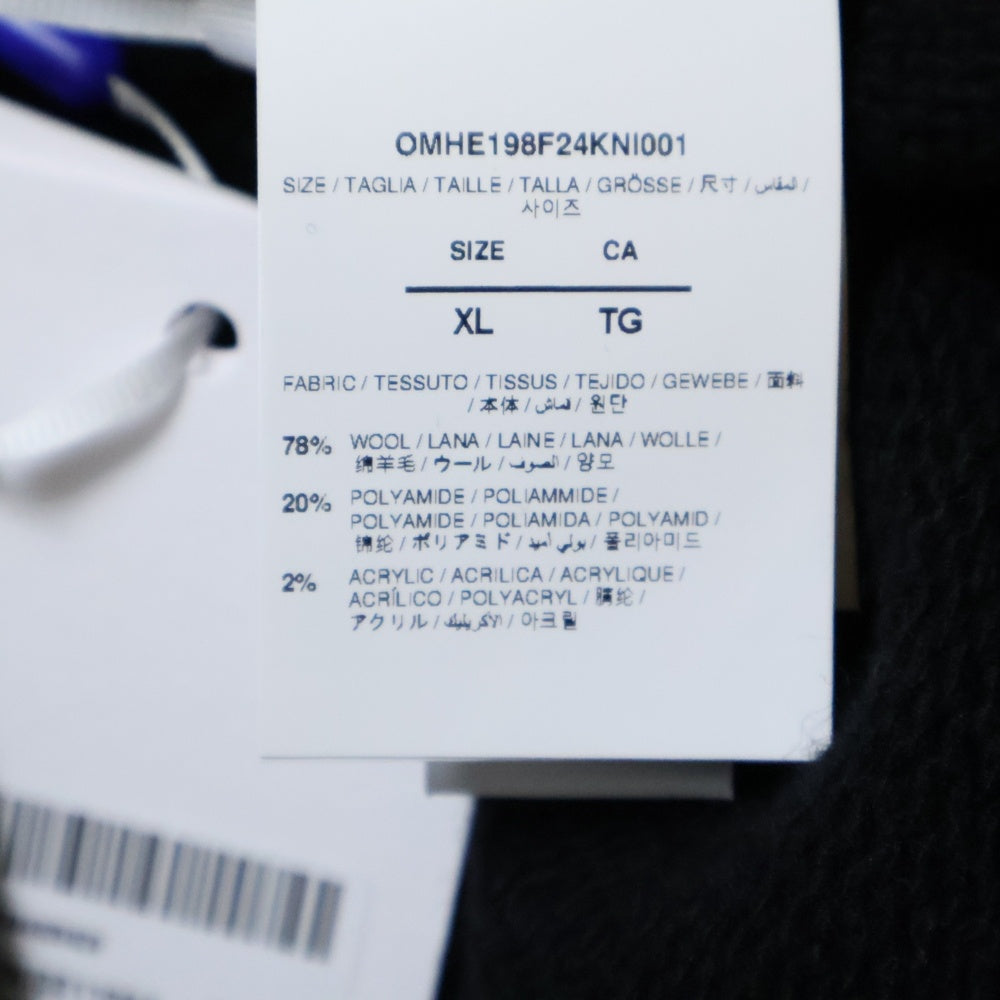 OMHE198F24KNI001
SIZE / TAGLIA / TAILLE / TALLA / GRÖSSE / 尺寸 / المقاس /
사이즈
SIZE CA
XL TG
FABRIC / TESSUTO / TISSUS / TEJIDO / GEWEBE / 面料
/ 本体 / قماش / 원단
78% WOOL / LANA / LAINE / LANA / WOLLE /
绵羊毛 / ウール / الصوف / 양모
20% POLYAMIDE / POLIAMMIDE /
POLYAMIDE / POLIAMIDA / POLYAMID /
锦纶 / ポリアミド / بولي أميد / 폴리아미드
2% ACRYLIC / ACRILICA / ACRYLIQUE /
ACRÍLICO / POLYACRYL / 腈纶 /
アクリル / الأكريليك / 아크릴